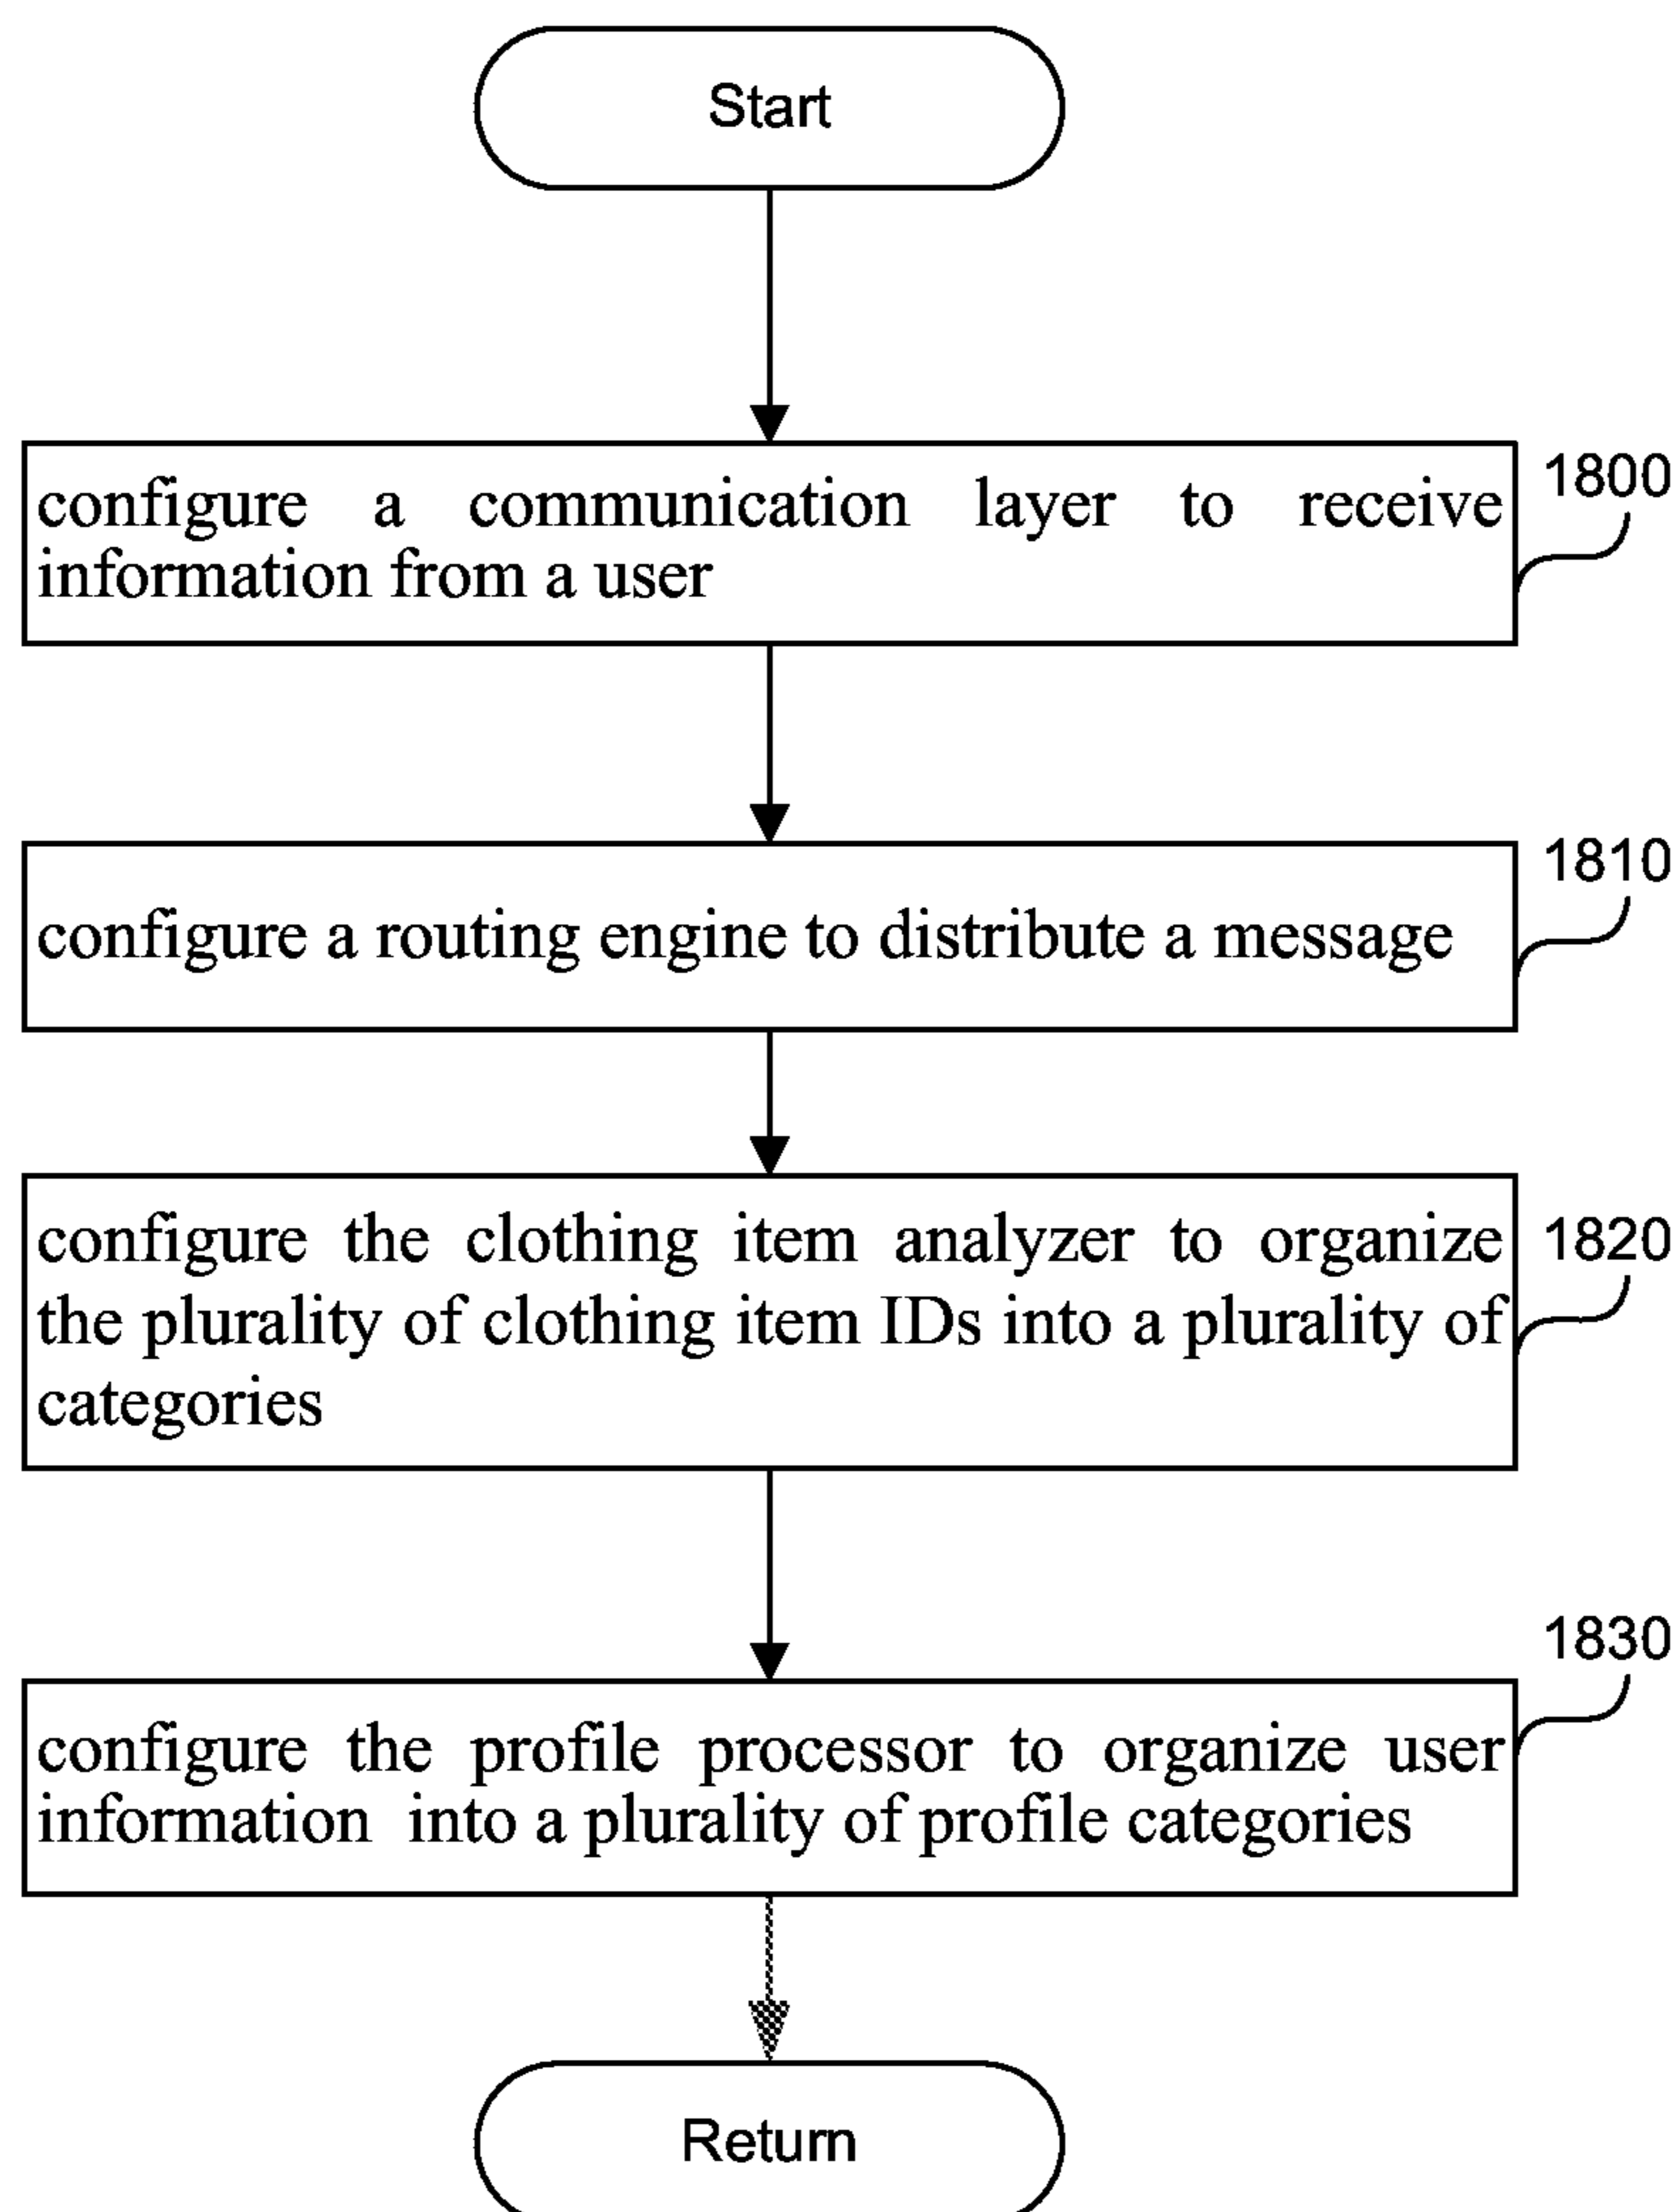 Start
configure a communication layer to receive
information from a user
1800
configure a routing engine to distribute a message
1810
configure the clothing item analyzer to organize
the plurality of clothing item IDs into a plurality of
categories
1820
configure the profile processor to organize user
information into a plurality of profile categories
1830
Return